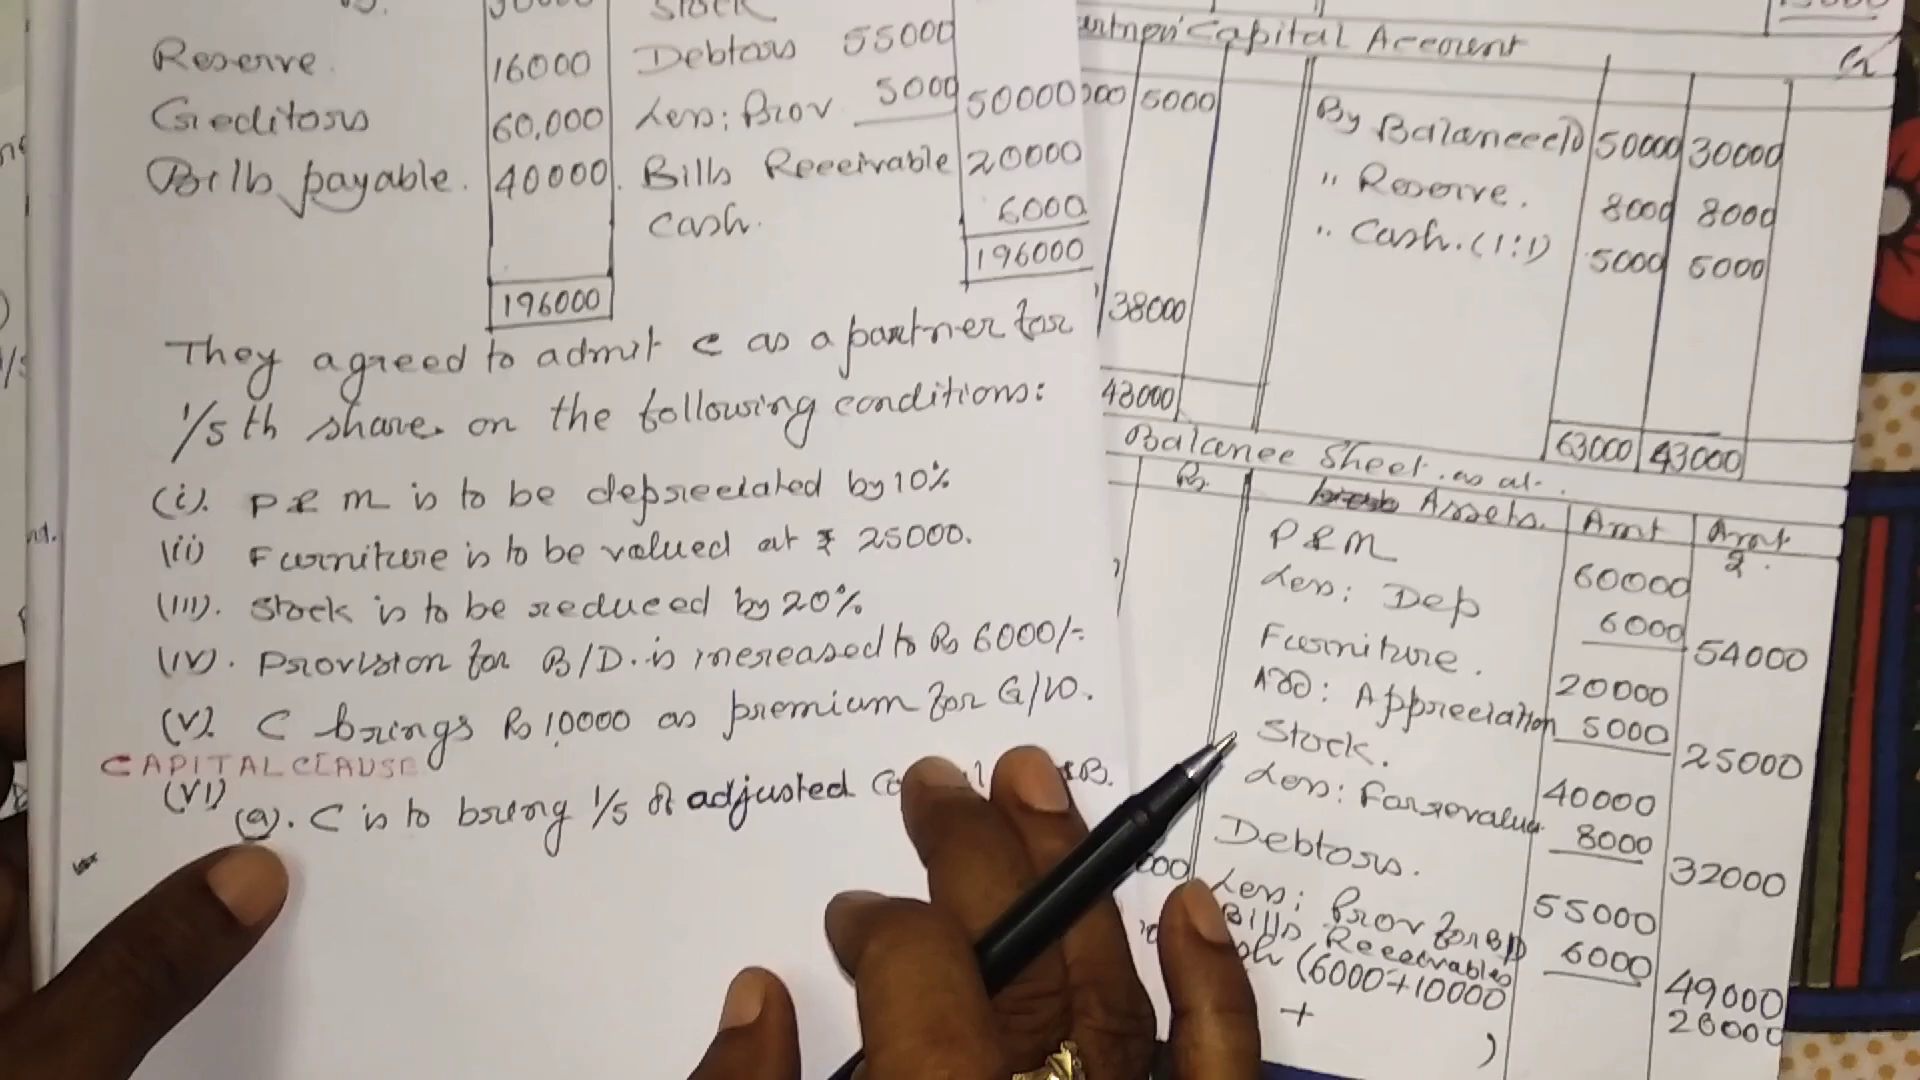 Stock
Reserve. 16000 Debtors 55000
Creditors 60,000 Less: Prov 5000 50000
Bills payable. 40000. Bills Receivable 20000
Cash. 6000
196000
196000
They agreed to admit C as a partner for
1/5th share on the following conditions:
(i). P & M is to be depreciated by 10%
(ii) Furniture is to be valued at ₹ 25000.
(iii). Stock is to be reduced by 20%
(iv). Provision for B/D. is increased to Rs 6000/-
(v). C brings Rs 10000 as premium for G/W.
CAPITAL CLAUSE
(vi)
(a). C is to bring 1/5 of adjusted
Capital Account
Cr
5000 By Balance c/d 50000 30000
" Reserve. 8000 8000
" Cash. (1:1) 5000 5000
38000
43000
63000 43000
Balance Sheet. as at.
Rs. Assets. Amt Amt
P & M 60000
Less: Dep 6000 54000
Furniture. 20000
Add: Appreciation 5000 25000
Stock. 40000
Less: 8000 32000
Debtors. 55000
Less: Prov for BD 6000 49000
Bills Receivables 20000
(6000+10000
+ )